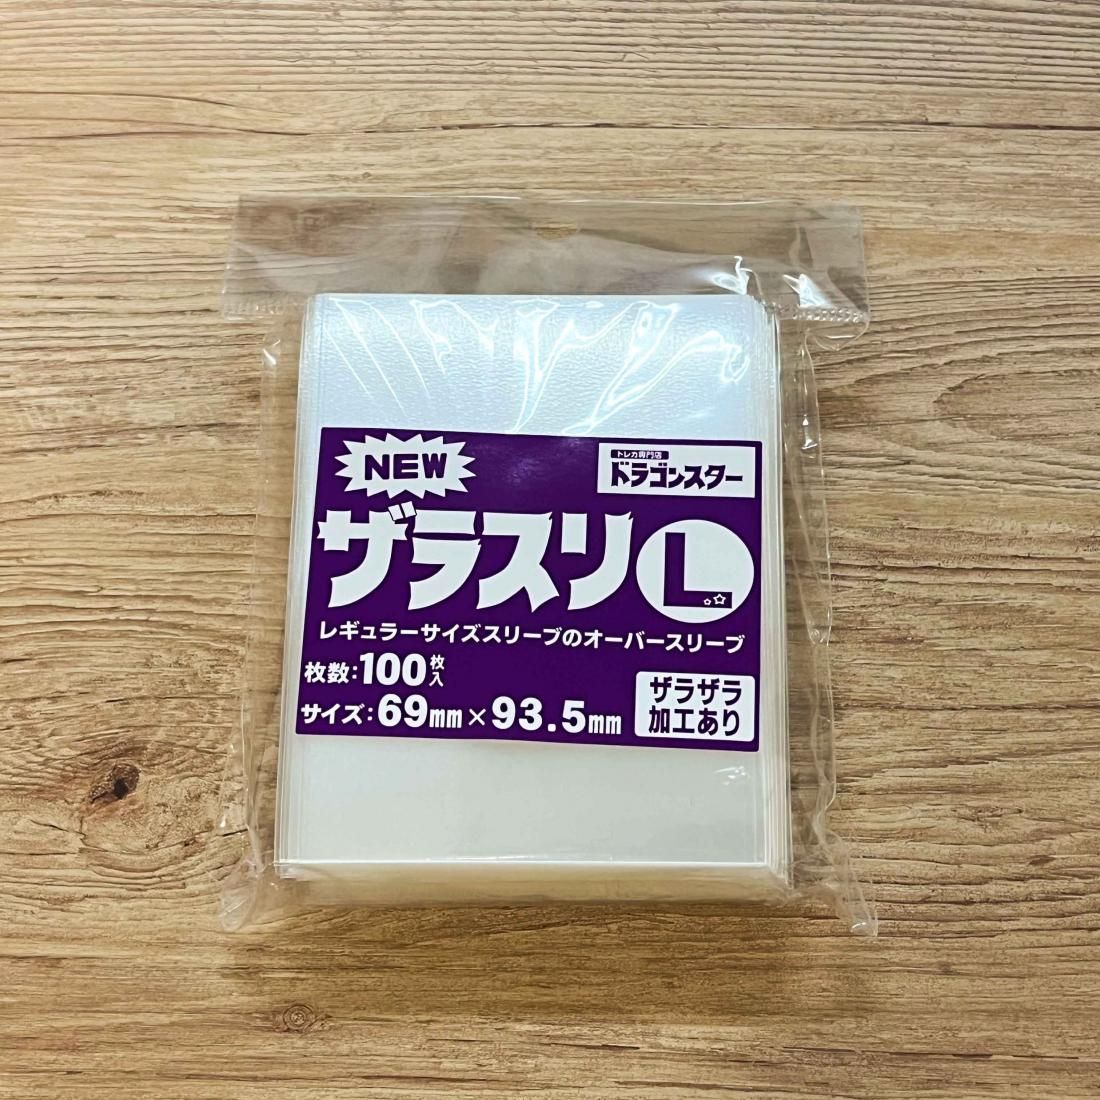 NEW
トレカ専門店
ドラゴンスター
ザラスリL
レギュラーサイズスリーブのオーバースリーブ
枚数:100枚入
サイズ:69mm×93.5mm
ザラザラ
加工あり